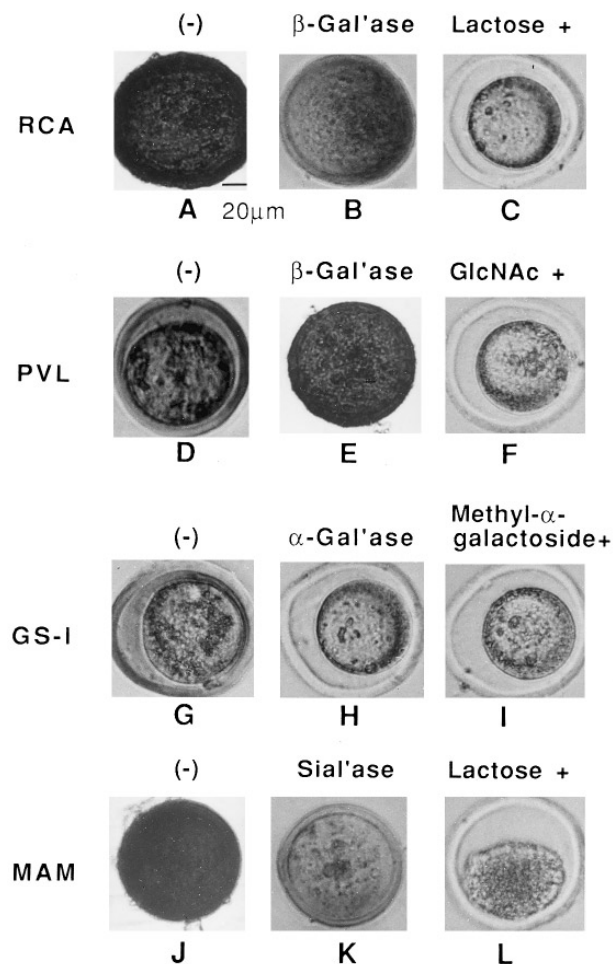 (-) β-Gal'ase Lactose +
RCA
A 20μm B C
(-) β-Gal'ase GlcNAc +
PVL
D E F
(-) α-Gal'ase Methyl-α-
galactoside+
GS-I
G H I
(-) Sial'ase Lactose +
MAM
J K L